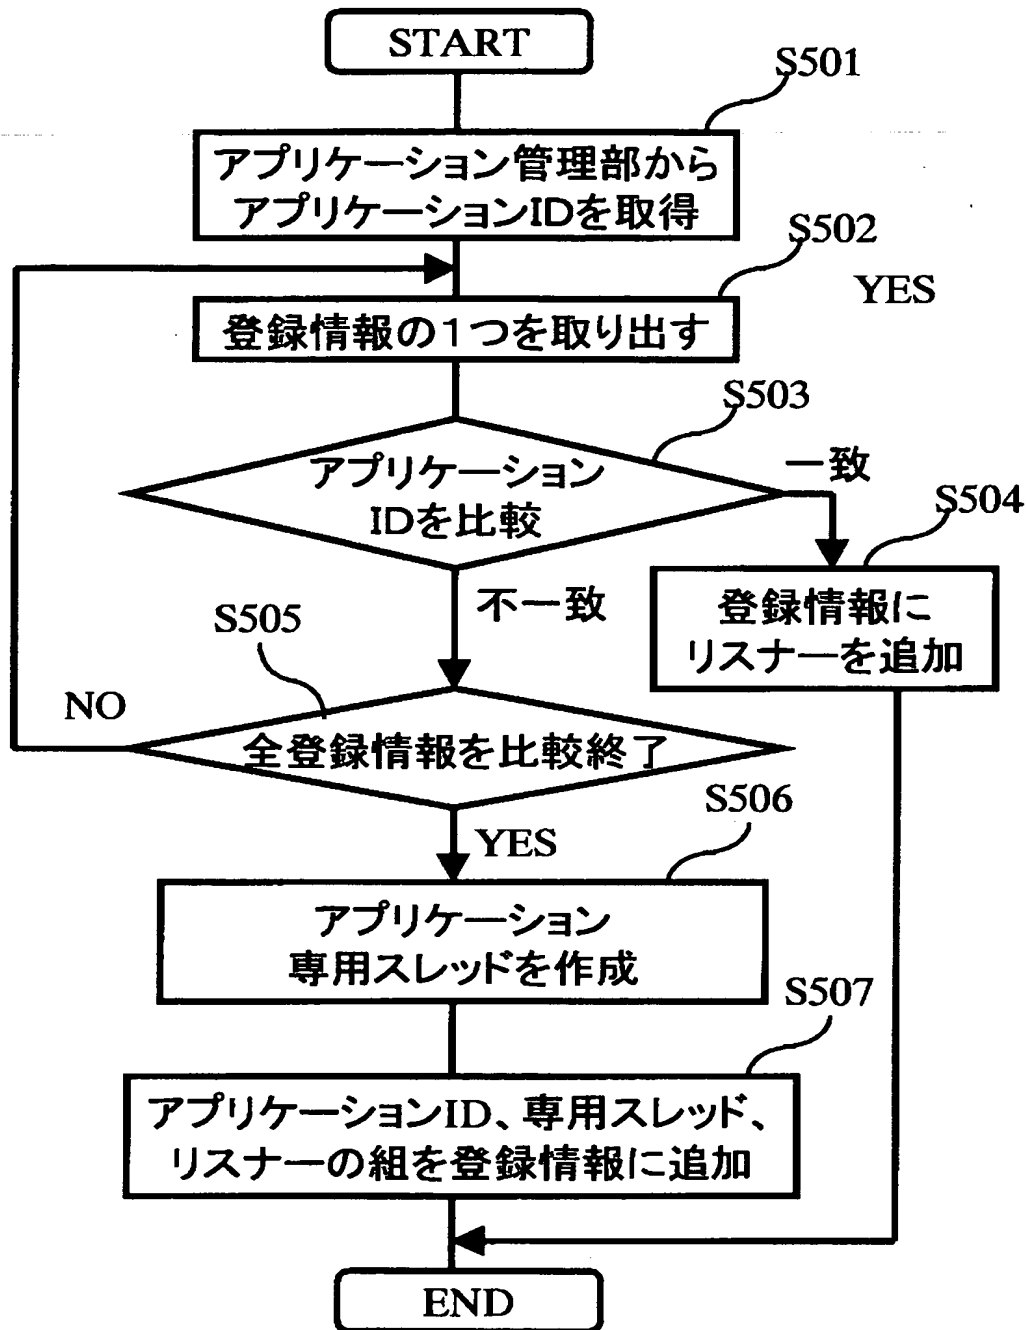 START
S501
アプリケーション管理部から
アプリケーションIDを取得
S502
YES
登録情報の1つを取り出す
S503
アプリケーション
IDを比較
一致
S504
不一致
登録情報に
リスナーを追加
S505
NO
全登録情報を比較終了
S506
YES
アプリケーション
専用スレッドを作成
S507
アプリケーションID、専用スレッド、
リスナーの組を登録情報に追加
END